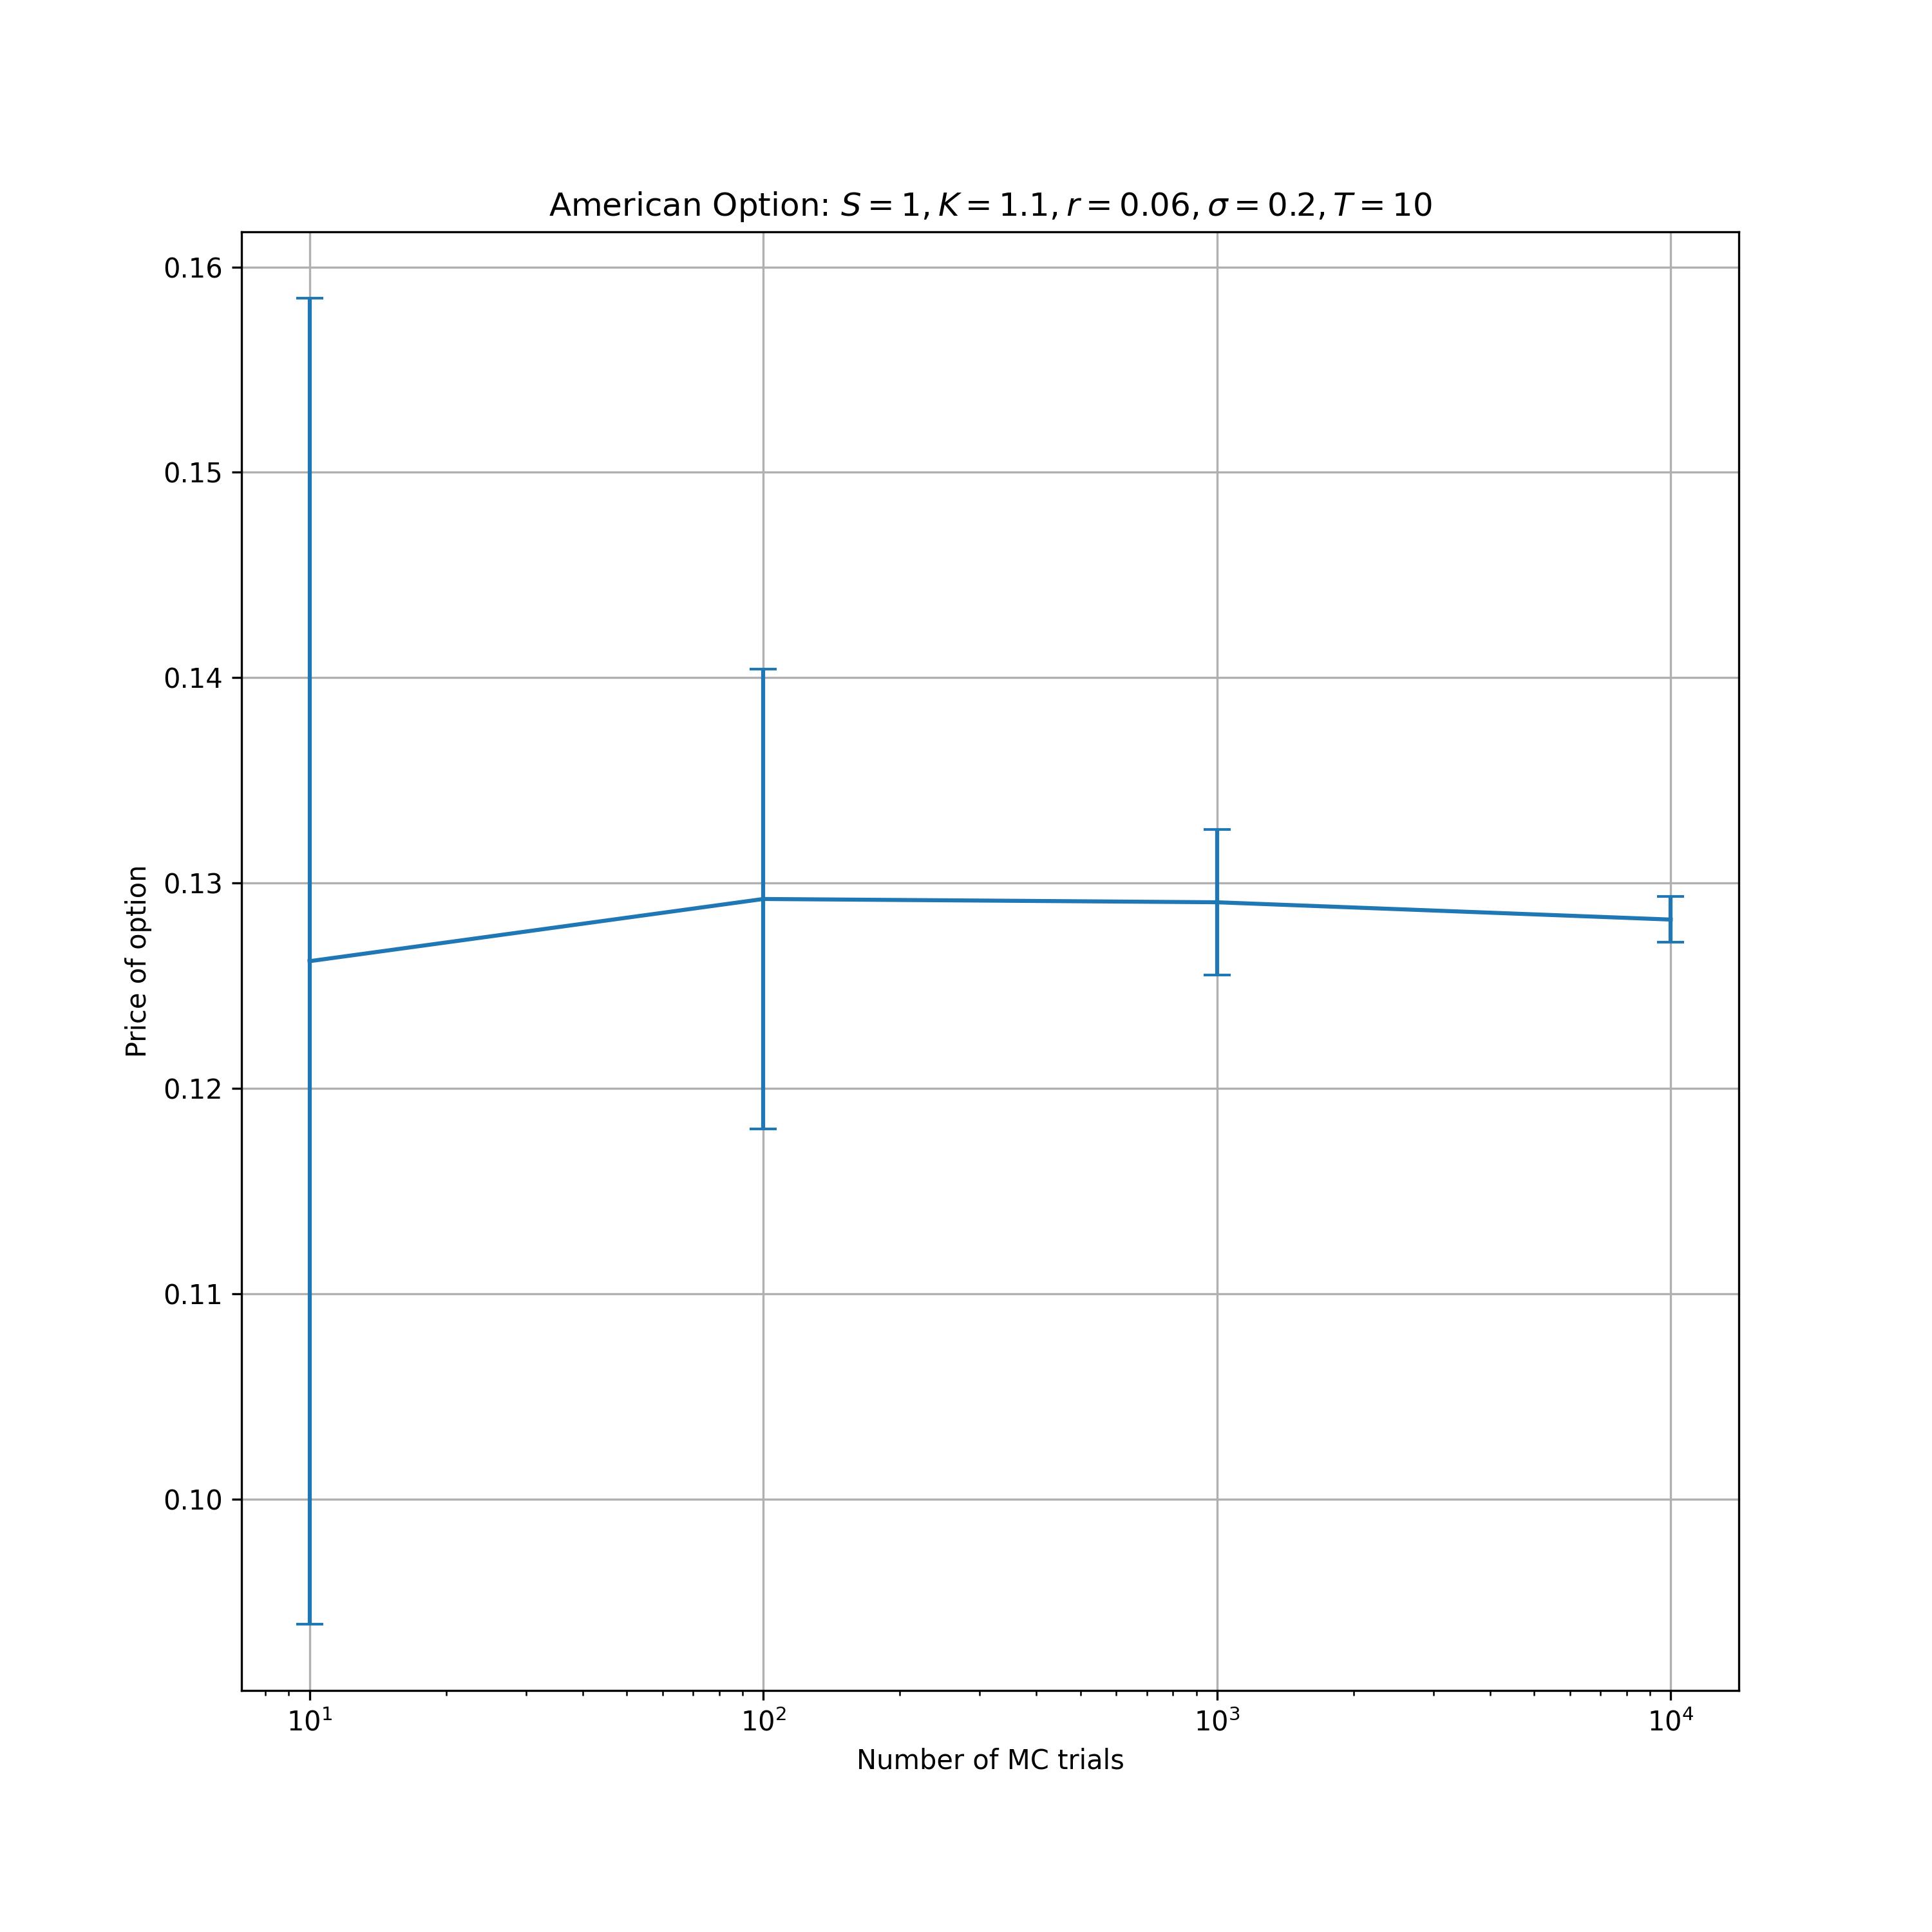 American Option: S = 1, K = 1.1, r = 0.06, σ = 0.2, T = 10
0.16
0.15
0.14
0.13
0.12
0.11
0.10
Price of option
10¹ 10² 10³ 10⁴
Number of MC trials